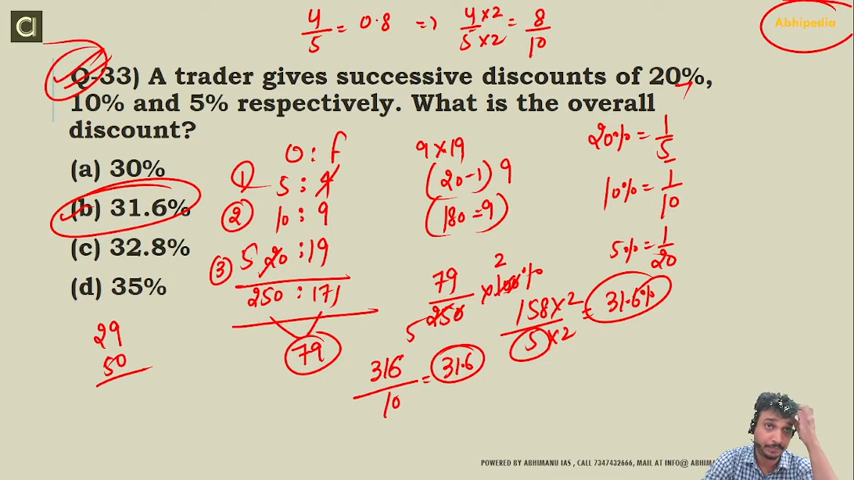 4/5 = 0.8 => 4×2/5×2 = 8/10
Abhipedia
a
Q-33) A trader gives successive discounts of 20%,
10% and 5% respectively. What is the overall
discount?
(a) 30%
(b) 31.6%
(c) 32.8%
(d) 35%
O : F
① 5 : 4
② 10 : 9
③ 5 20 : 19
250 : 171
79
9 × 19
(20-1) 9
(180=9)
20% = 1/5
10% = 1/10
5% = 1/20
79/250 × 100%
5
2
158×2/5×2 = 31.6%
316/10 = 31.6
29
50
POWERED BY ABHIMANU IAS , CALL 7347432666, MAIL AT INFO@ ABHIM